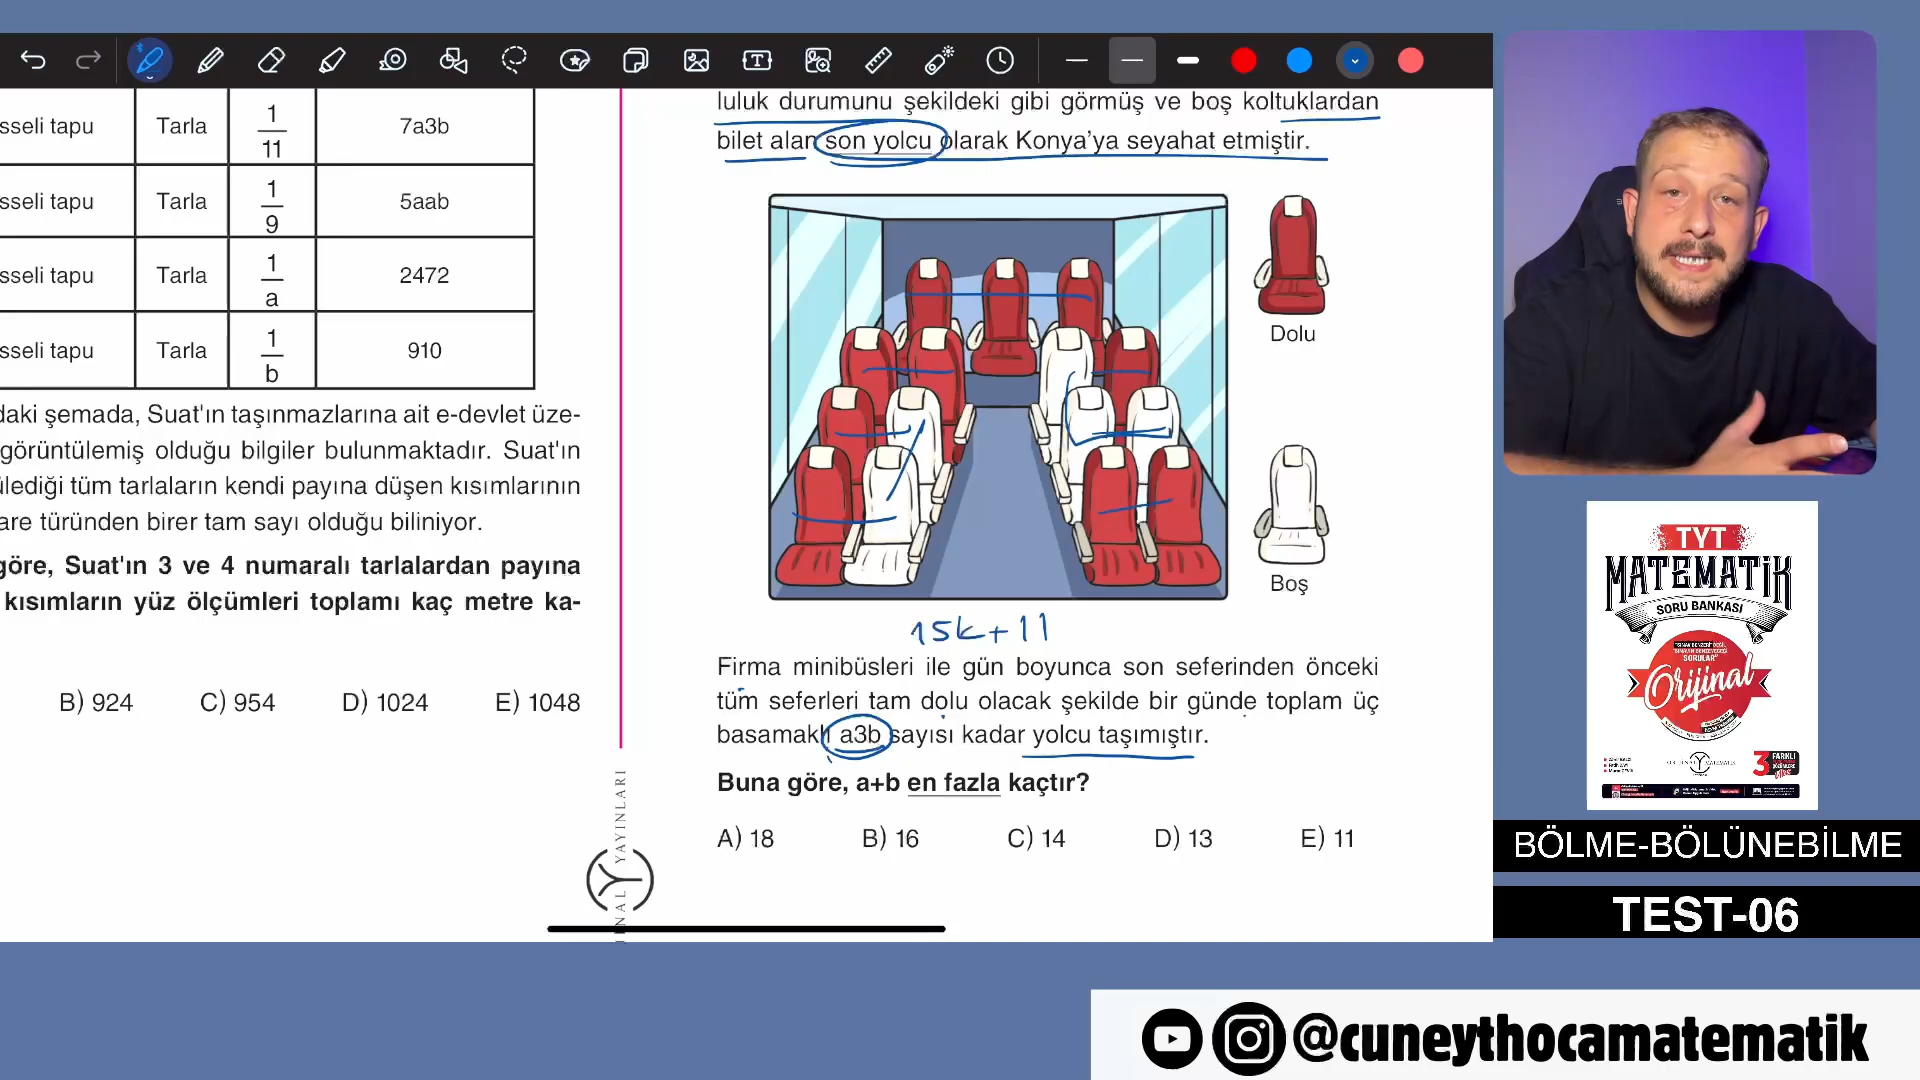 sseli tapu Tarla 1/11 7a3b
sseli tapu Tarla 1/9 5aab
sseli tapu Tarla 1/a 2472
sseli tapu Tarla 1/b 910
daki şemada, Suat'ın taşınmazlarına ait e-devlet üze-
görüntülemiş olduğu bilgiler bulunmaktadır. Suat'ın
ülediği tüm tarlaların kendi payına düşen kısımlarının
are türünden birer tam sayı olduğu biliniyor.
göre, Suat'ın 3 ve 4 numaralı tarlalardan payına
kısımların yüz ölçümleri toplamı kaç metre ka-
B) 924 C) 954 D) 1024 E) 1048
luluk durumunu şekildeki gibi görmüş ve boş koltuklardan
bilet alan son yolcu olarak Konya'ya seyahat etmiştir.
Dolu
Boş
15k+11
Firma minibüsleri ile gün boyunca son seferinden önceki
tüm seferleri tam dolu olacak şekilde bir günde toplam üç
basamaklı a3b sayısı kadar yolcu taşımıştır.
Buna göre, a+b en fazla kaçtır?
A) 18 B) 16 C) 14 D) 13 E) 11
İNAL YAYINLARI
TYT
MATEMATİK
SORU BANKASI
SORULAR"
Orijinal
3 FARKLI
BÖLME-BÖLÜNEBİLME
TEST-06
@cuneythocamatematik